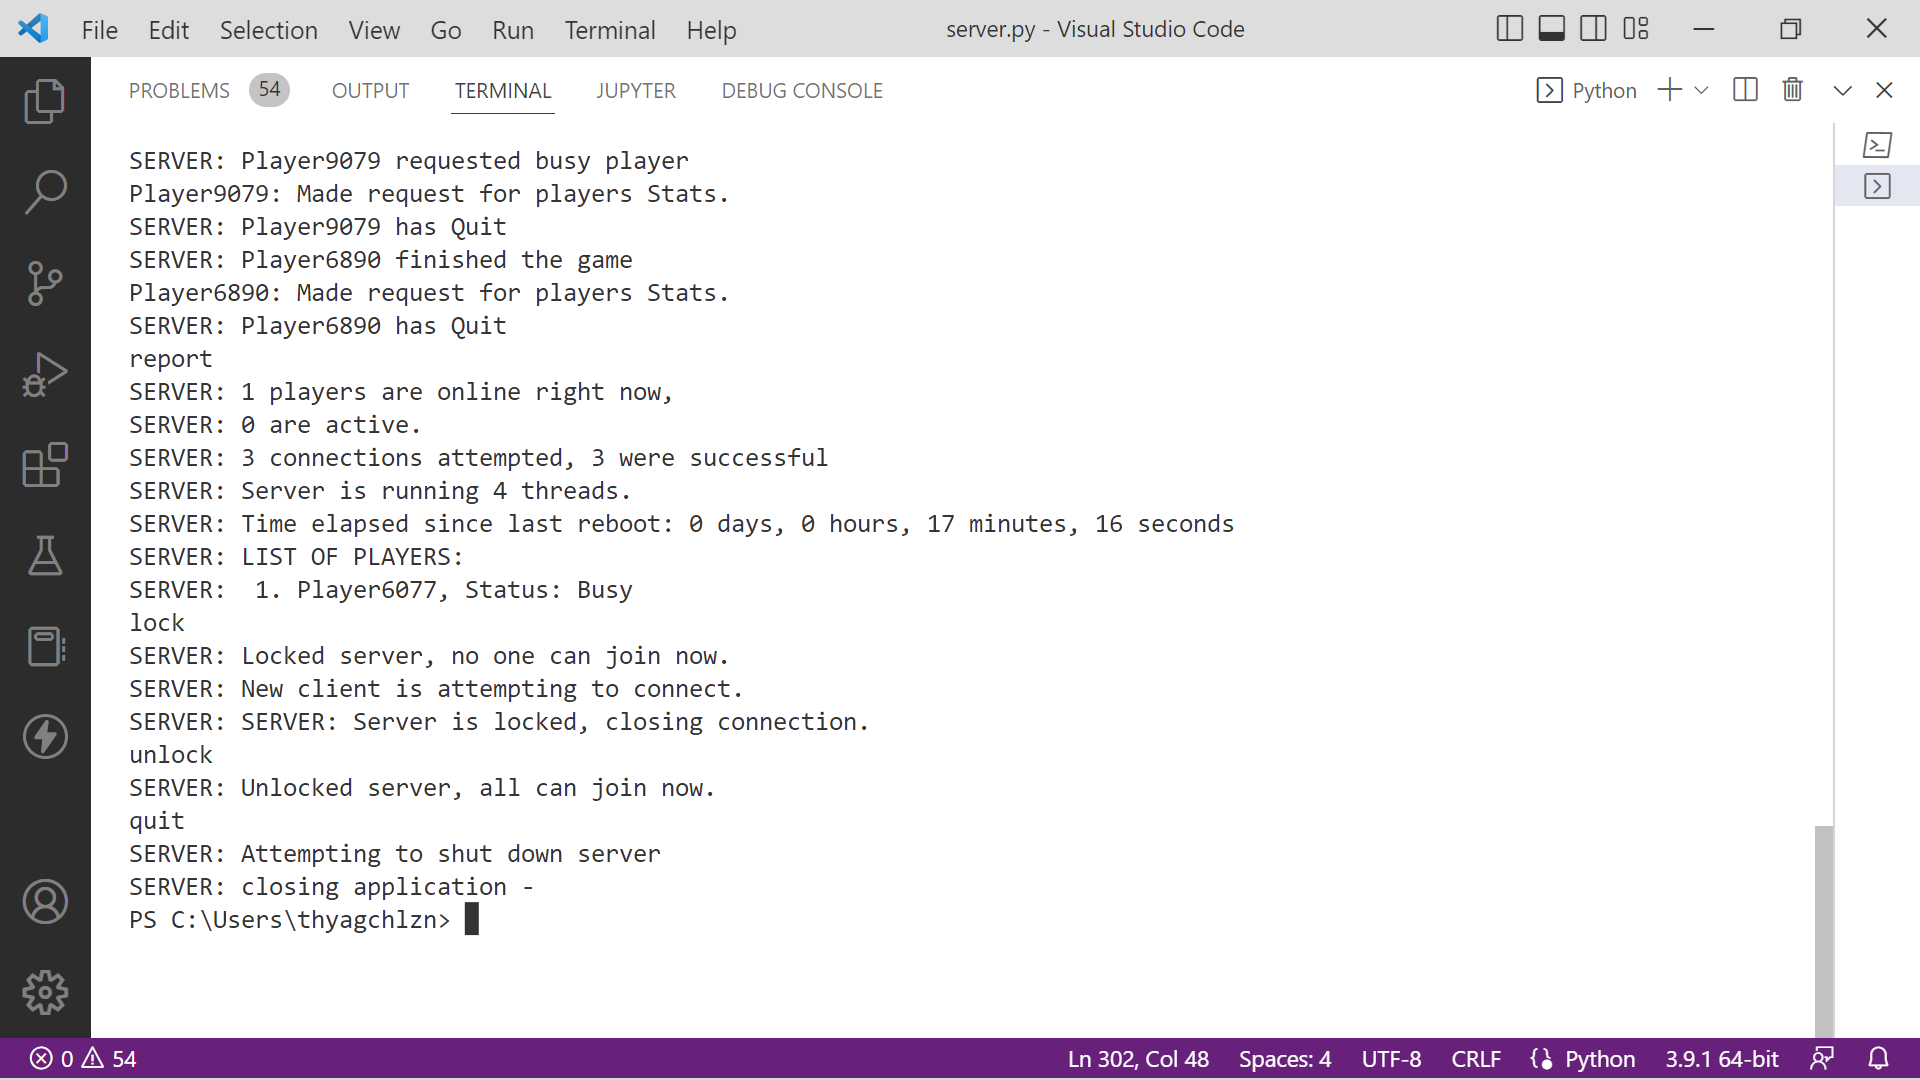 File Edit Selection View Go Run Terminal Help server.py - Visual Studio Code
PROBLEMS 54 OUTPUT TERMINAL JUPYTER DEBUG CONSOLE Python
SERVER: Player9079 requested busy player
Player9079: Made request for players Stats.
SERVER: Player9079 has Quit
SERVER: Player6890 finished the game
Player6890: Made request for players Stats.
SERVER: Player6890 has Quit
report
SERVER: 1 players are online right now,
SERVER: 0 are active.
SERVER: 3 connections attempted, 3 were successful
SERVER: Server is running 4 threads.
SERVER: Time elapsed since last reboot: 0 days, 0 hours, 17 minutes, 16 seconds
SERVER: LIST OF PLAYERS:
SERVER:  1. Player6077, Status: Busy
lock
SERVER: Locked server, no one can join now.
SERVER: New client is attempting to connect.
SERVER: SERVER: Server is locked, closing connection.
unlock
SERVER: Unlocked server, all can join now.
quit
SERVER: Attempting to shut down server
SERVER: closing application -
PS C:\Users\thyagchlzn>
0 54 Ln 302, Col 48 Spaces: 4 UTF-8 CRLF Python 3.9.1 64-bit